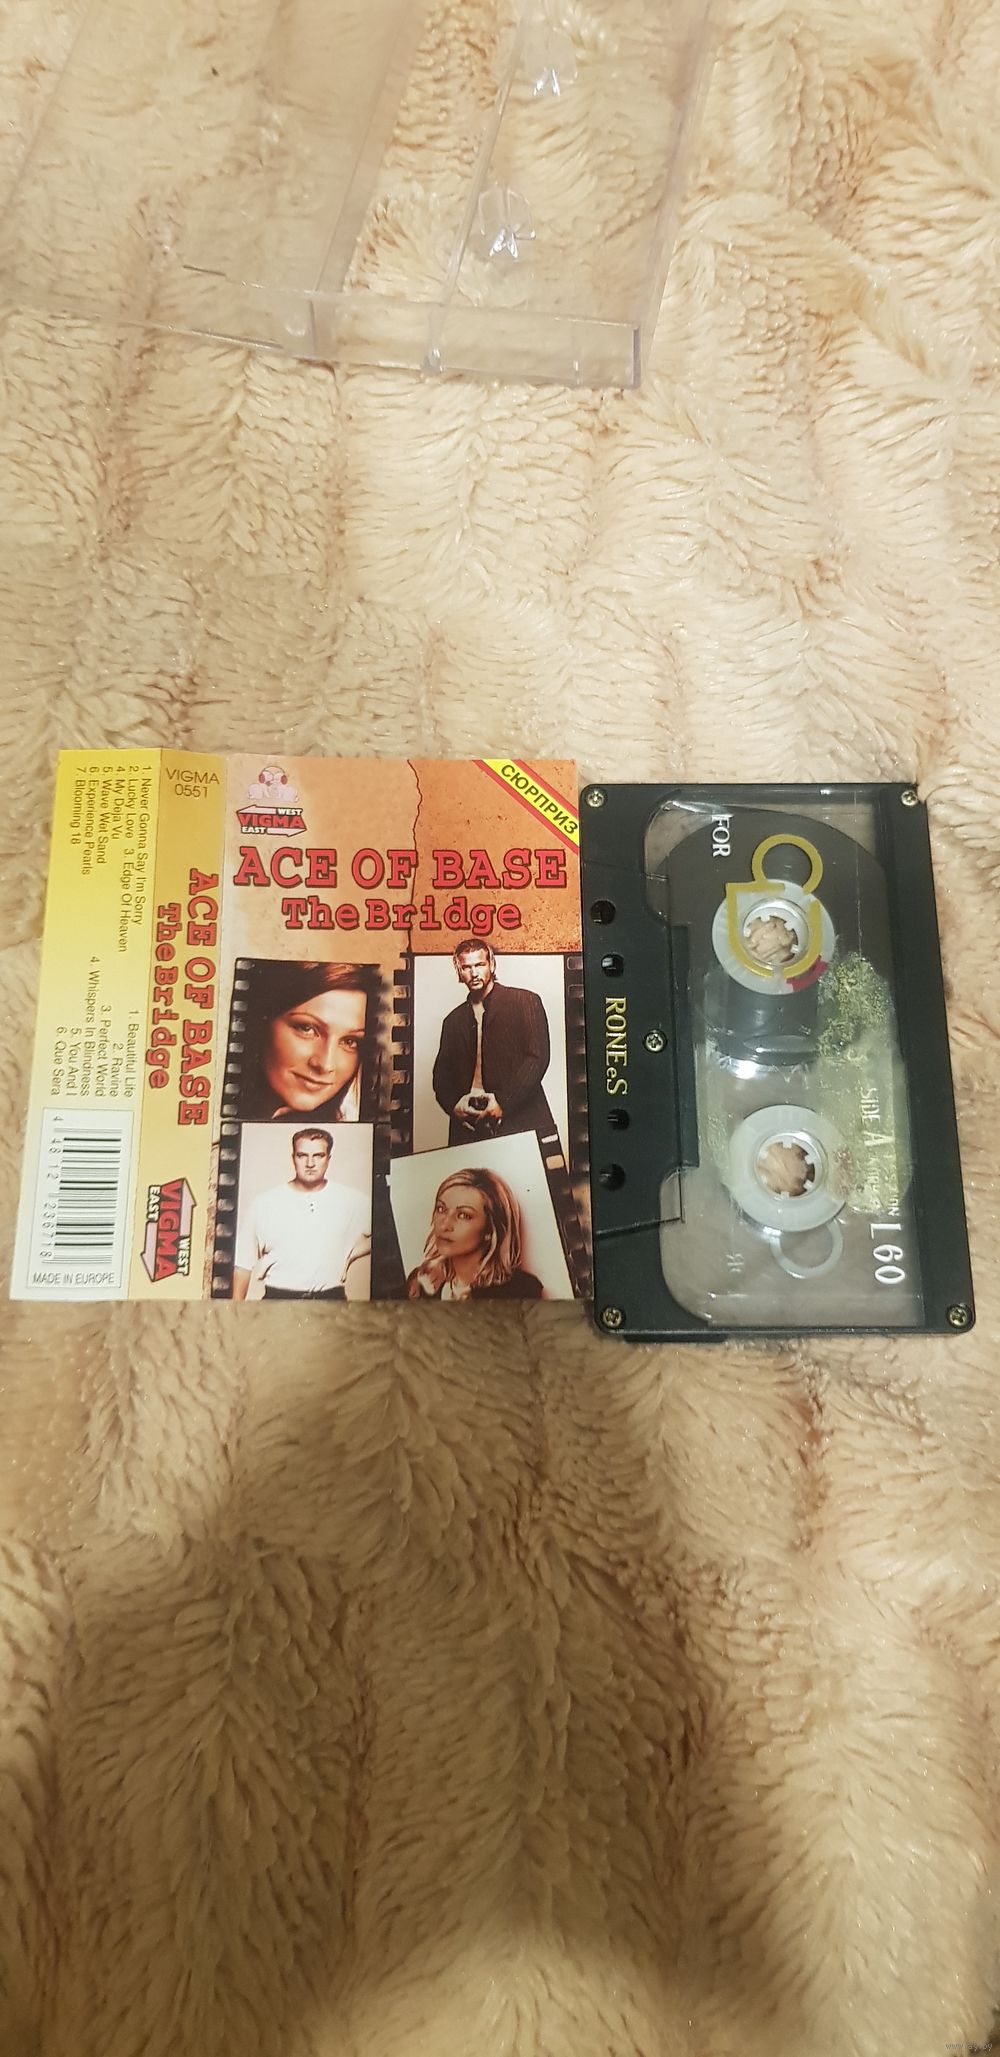 СЮРПРИЗ
WEST
VIGMA
EAST
ACE OF BASE
The Bridge
VIGMA
0551
ACE OF BASE
The Bridge
WEST
VIGMA
EAST
1. Never Gonna Say I'm Sorry
2. Lucky Love 3. Edge Of Heaven
4. My Deja Vu
5. Wave Wet Sand
6. Experience Pearls
7. Blooming 18
1. Beautiful Life
2. Ravine
3. Perfect World
4. Whispers In Blindness
5. You And I
6. Que Sera
MADE IN EUROPE
FOR
RONEeS
SIDE A
L 60